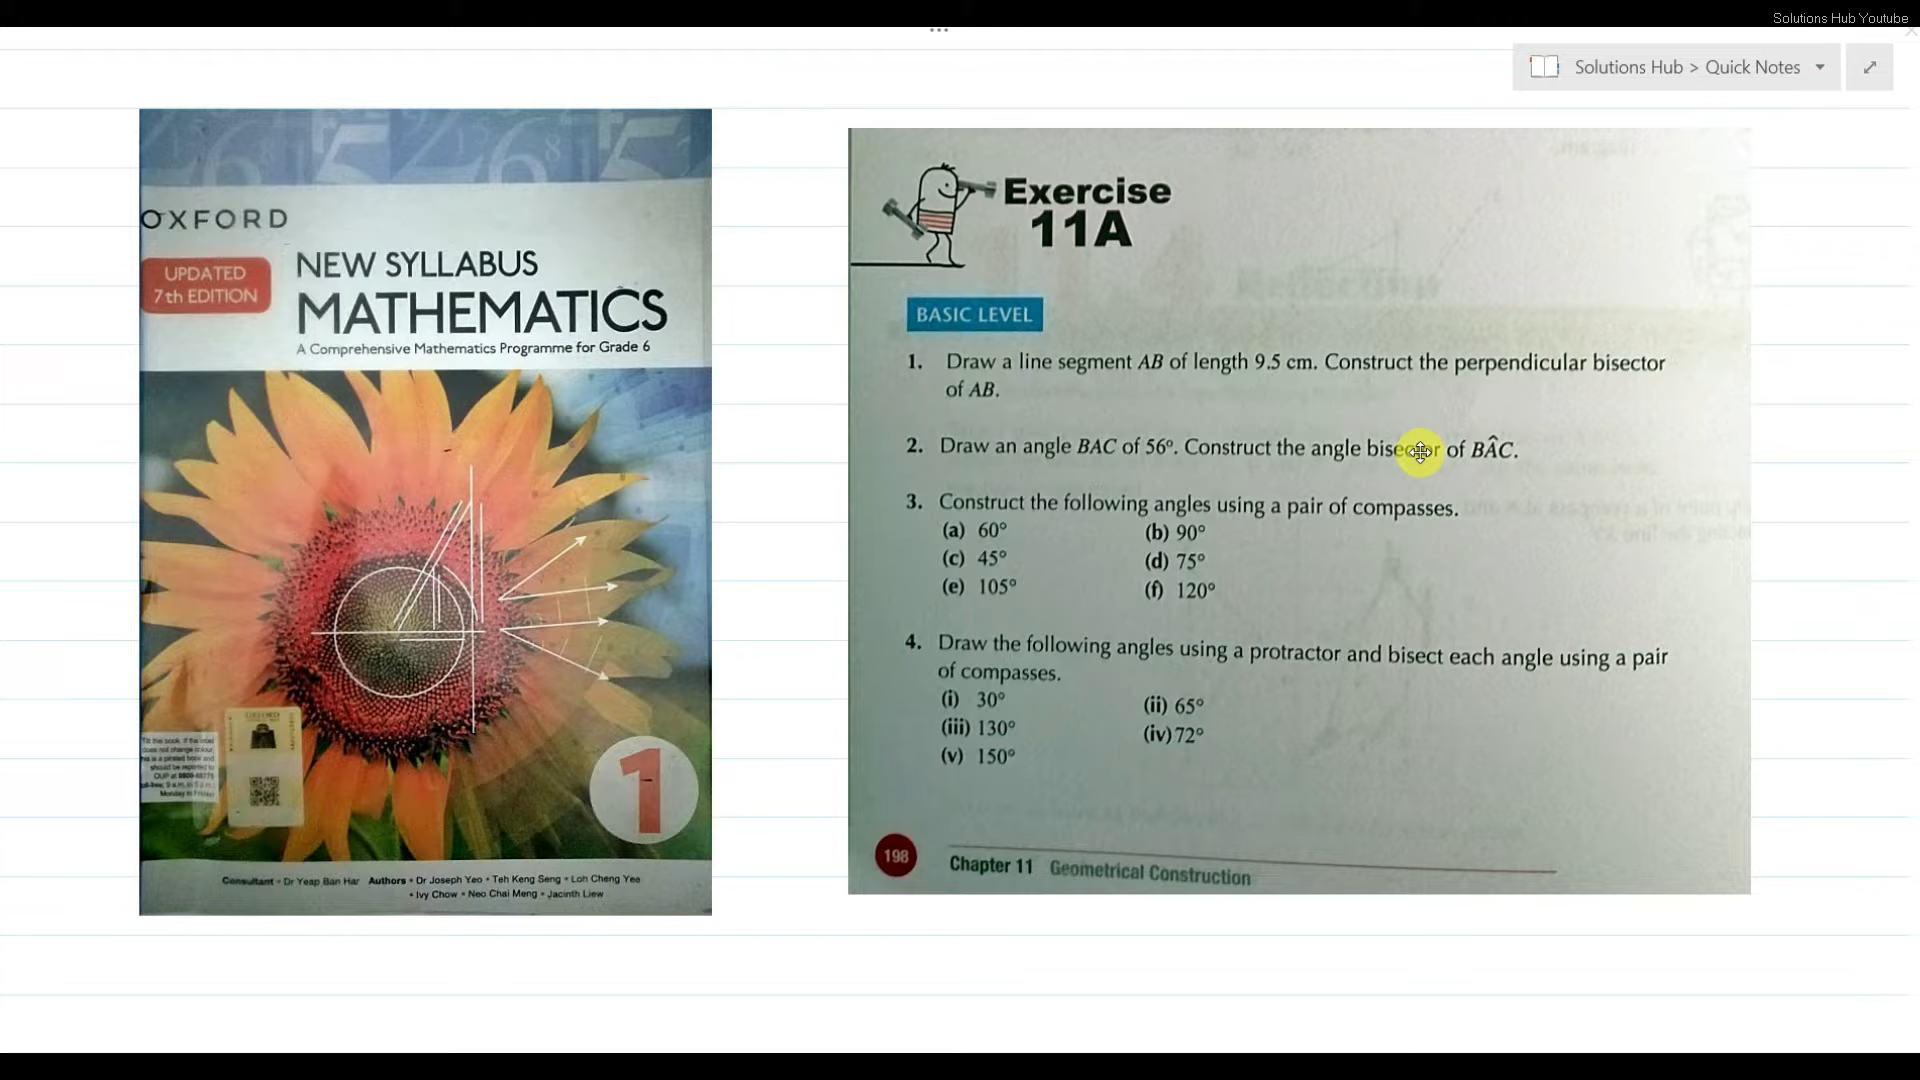 Solutions Hub Youtube
Solutions Hub > Quick Notes
OXFORD
UPDATED
7th EDITION
NEW SYLLABUS
MATHEMATICS
A Comprehensive Mathematics Programme for Grade 6
1
Consultant • Dr Yeap Ban Har Authors • Dr Joseph Yeo • Teh Keng Seng • Loh Cheng Yee
• Ivy Chow • Neo Chai Meng • Jacinth Liew
Exercise
11A
BASIC LEVEL
1. Draw a line segment AB of length 9.5 cm. Construct the perpendicular bisector
of AB.
2. Draw an angle BAC of 56°. Construct the angle bisector of BÂC.
3. Construct the following angles using a pair of compasses.
(a) 60° (b) 90°
(c) 45° (d) 75°
(e) 105° (f) 120°
4. Draw the following angles using a protractor and bisect each angle using a pair
of compasses.
(i) 30° (ii) 65°
(iii) 130° (iv) 72°
(v) 150°
198 Chapter 11 Geometrical Construction